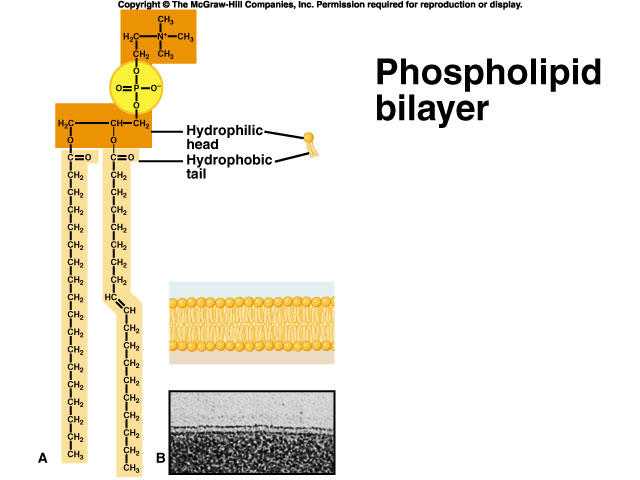 Copyright © The McGraw-Hill Companies, Inc. Permission required for reproduction or display.
Phospholipid
bilayer
CH₃
H₂C N⁺ CH₃
CH₂ CH₃
O
O=P–O⁻
O
H₂C CH CH₂
O O
C=O C=O
Hydrophilic
head
Hydrophobic
tail
CH₂ CH₂
CH₂ CH₂
CH₂ CH₂
CH₂ CH₂
CH₂ CH₂
CH₂ CH₂
CH₂ CH₂
CH₂ HC
CH₂ CH
CH₂ CH₂
CH₂ CH₂
CH₂ CH₂
CH₂ CH₂
CH₂ CH₂
CH₂ CH₂
CH₂ CH₂
CH₃ CH₂
CH₃
A B